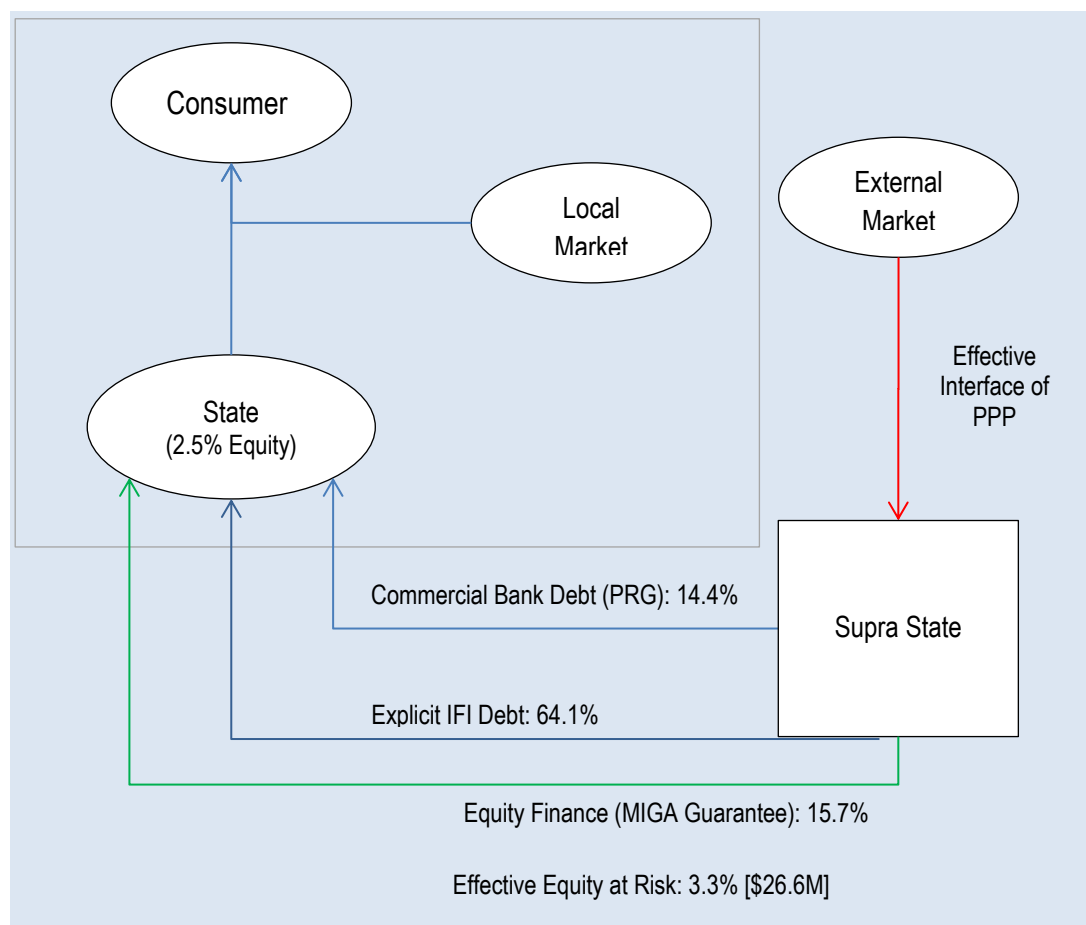 Consumer
Local
Market
External
Market
Effective
Interface of
PPP
State
(2.5% Equity)
Commercial Bank Debt (PRG): 14.4%
Supra State
Explicit IFI Debt: 64.1%
Equity Finance (MIGA Guarantee): 15.7%
Effective Equity at Risk: 3.3% [$26.6M]